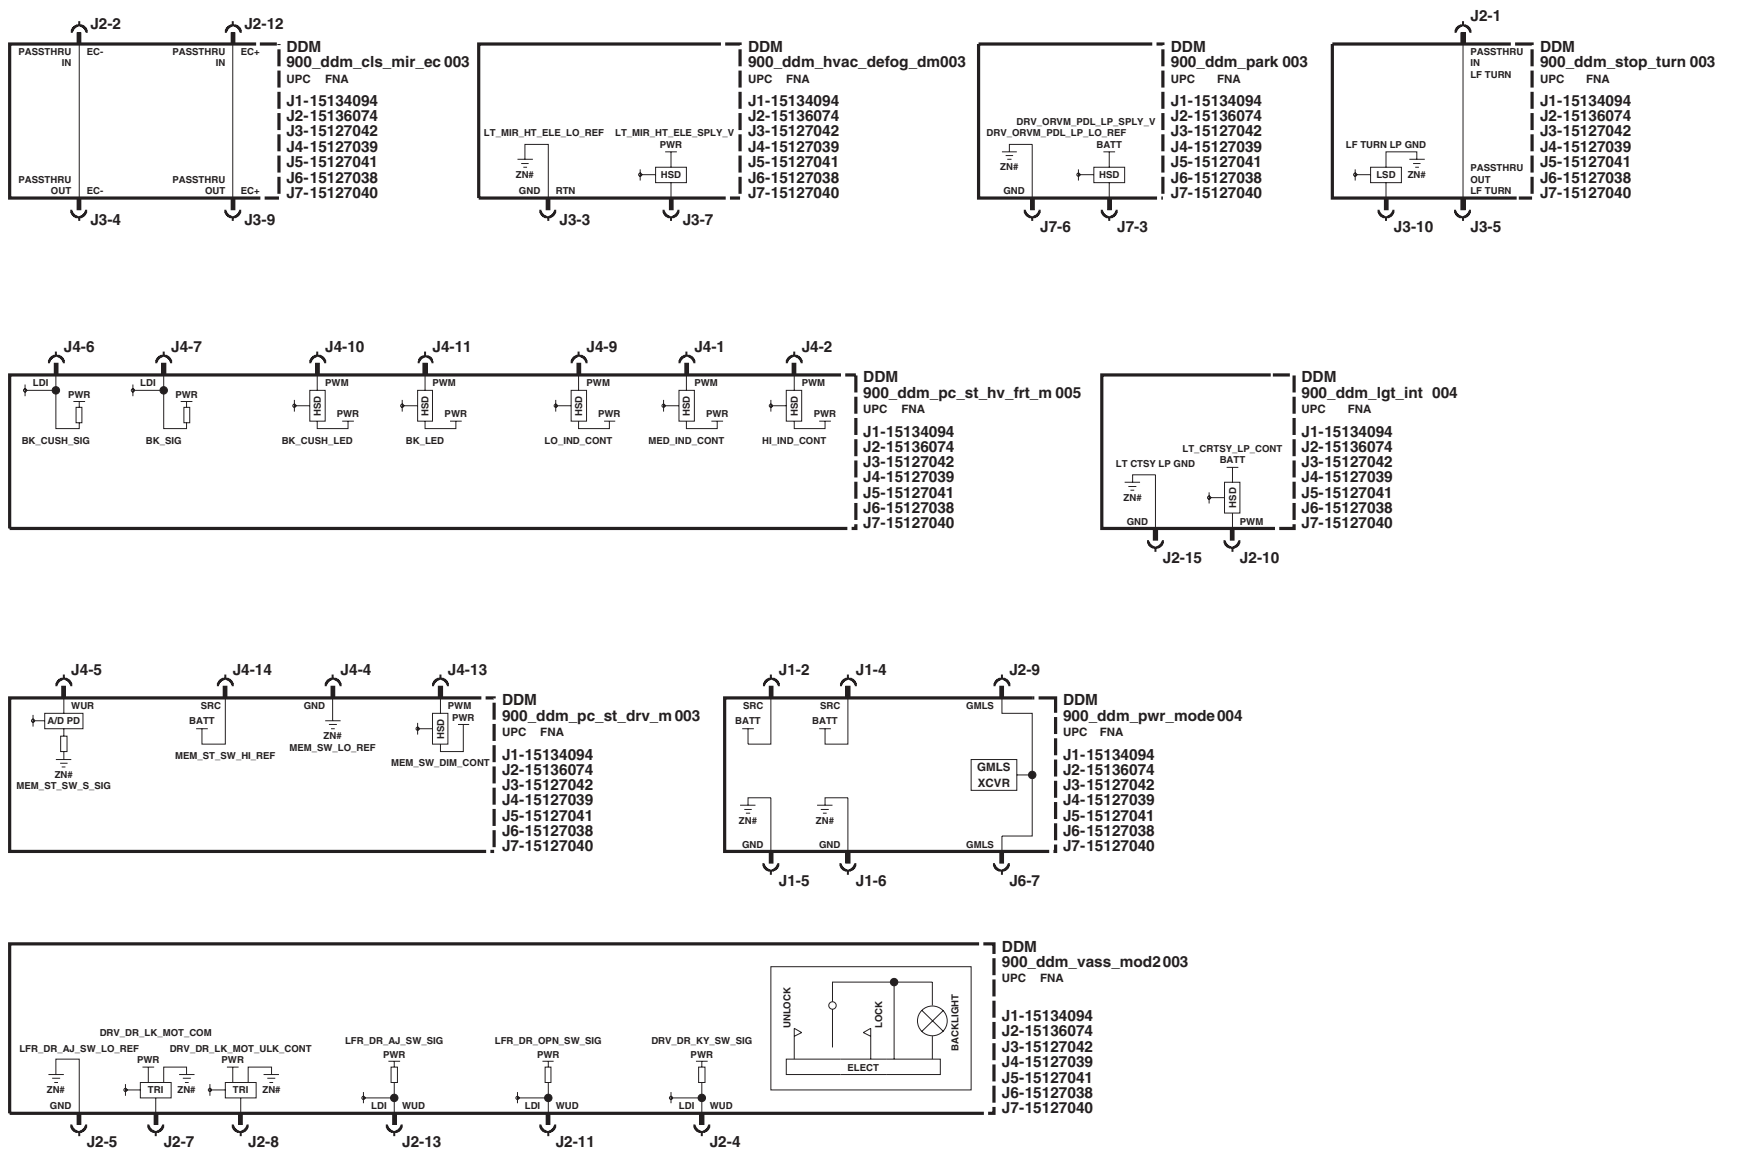 J2-2
J2-12
PASSTHRU
IN
EC-
PASSTHRU
IN
EC+
PASSTHRU
OUT
EC-
PASSTHRU
OUT
EC+
J3-4
J3-9
DDM
900_ddm_cls_mir_ec 003
UPC FNA
J1-15134094
J2-15136074
J3-15127042
J4-15127039
J5-15127041
J6-15127038
J7-15127040
LT_MIR_HT_ELE_LO_REF
LT_MIR_HT_ELE_SPLY_V
PWR
ZN#
HSD
GND
RTN
J3-3
J3-7
DDM
900_ddm_hvac_defog_dm003
UPC FNA
J1-15134094
J2-15136074
J3-15127042
J4-15127039
J5-15127041
J6-15127038
J7-15127040
DRV_ORVM_PDL_LP_SPLY_V
DRV_ORVM_PDL_LP_LO_REF
BATT
ZN#
HSD
GND
J7-6
J7-3
DDM
900_ddm_park 003
UPC FNA
J1-15134094
J2-15136074
J3-15127042
J4-15127039
J5-15127041
J6-15127038
J7-15127040
J2-1
PASSTHRU
IN
LF TURN
LF TURN LP GND
LSD
ZN#
PASSTHRU
OUT
LF TURN
J3-10
J3-5
DDM
900_ddm_stop_turn 003
UPC FNA
J1-15134094
J2-15136074
J3-15127042
J4-15127039
J5-15127041
J6-15127038
J7-15127040
J4-6
J4-7
J4-10
J4-11
J4-9
J4-1
J4-2
LDI
PWR
BK_CUSH_SIG
LDI
PWR
BK_SIG
PWM
HSD
PWR
BK_CUSH_LED
PWM
HSD
PWR
BK_LED
PWM
HSD
PWR
LO_IND_CONT
PWM
HSD
PWR
MED_IND_CONT
PWM
HSD
PWR
HI_IND_CONT
DDM
900_ddm_pc_st_hv_frt_m 005
UPC FNA
J1-15134094
J2-15136074
J3-15127042
J4-15127039
J5-15127041
J6-15127038
J7-15127040
LT_CRTSY_LP_CONT
LT CTSY LP GND
BATT
ZN#
HSD
GND
PWM
J2-15
J2-10
DDM
900_ddm_lgt_int 004
UPC FNA
J1-15134094
J2-15136074
J3-15127042
J4-15127039
J5-15127041
J6-15127038
J7-15127040
J4-5
J4-14
J4-4
J4-13
WUR
A/D PD
ZN#
MEM_ST_SW_S_SIG
SRC
BATT
MEM_ST_SW_HI_REF
GND
ZN#
MEM_SW_LO_REF
PWM
PWR
HSD
MEM_SW_DIM_CONT
DDM
900_ddm_pc_st_drv_m 003
UPC FNA
J1-15134094
J2-15136074
J3-15127042
J4-15127039
J5-15127041
J6-15127038
J7-15127040
J1-2
J1-4
J2-9
SRC
BATT
SRC
BATT
GMLS
GMLS
XCVR
ZN#
ZN#
GND
GND
GMLS
J1-5
J1-6
J6-7
DDM
900_ddm_pwr_mode 004
UPC FNA
J1-15134094
J2-15136074
J3-15127042
J4-15127039
J5-15127041
J6-15127038
J7-15127040
DRV_DR_LK_MOT_COM
LFR_DR_AJ_SW_LO_REF
DRV_DR_LK_MOT_ULK_CONT
ZN#
GND
PWR
TRI
ZN#
PWR
TRI
ZN#
LFR_DR_AJ_SW_SIG
PWR
LDI
WUD
LFR_DR_OPN_SW_SIG
PWR
LDI
WUD
DRV_DR_KY_SW_SIG
PWR
LDI
WUD
UNLOCK
LOCK
BACKLIGHT
ELECT
J2-5
J2-7
J2-8
J2-13
J2-11
J2-4
DDM
900_ddm_vass_mod2 003
UPC FNA
J1-15134094
J2-15136074
J3-15127042
J4-15127039
J5-15127041
J6-15127038
J7-15127040